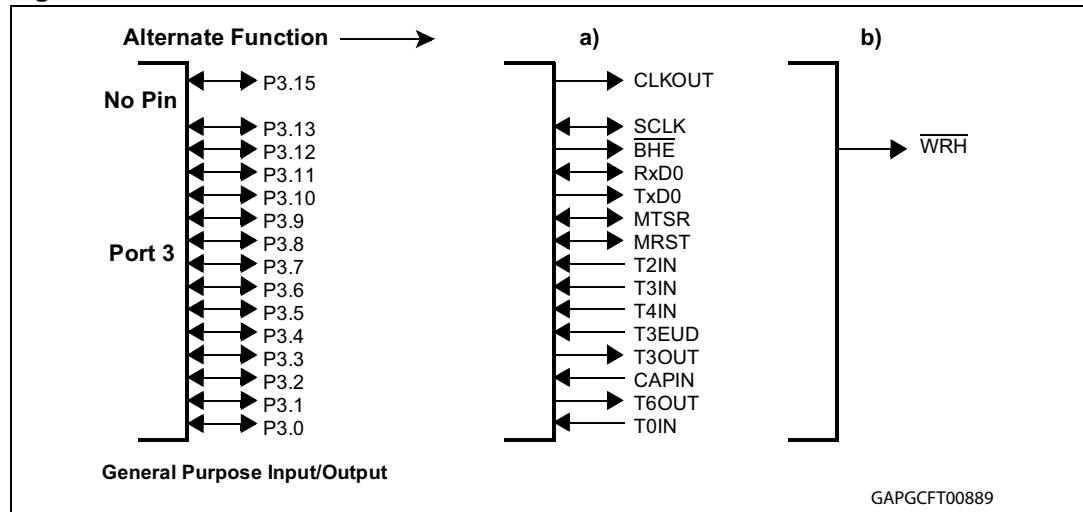 Alternate Function a) b)
No Pin
P3.15 CLKOUT
P3.13 SCLK
P3.12 BHE WRH
P3.11 RxD0
P3.10 TxD0
P3.9 MTSR
Port 3
P3.8 MRST
P3.7 T2IN
P3.6 T3IN
P3.5 T4IN
P3.4 T3EUD
P3.3 T3OUT
P3.2 CAPIN
P3.1 T6OUT
P3.0 T0IN
General Purpose Input/Output
GAPGCFT00889